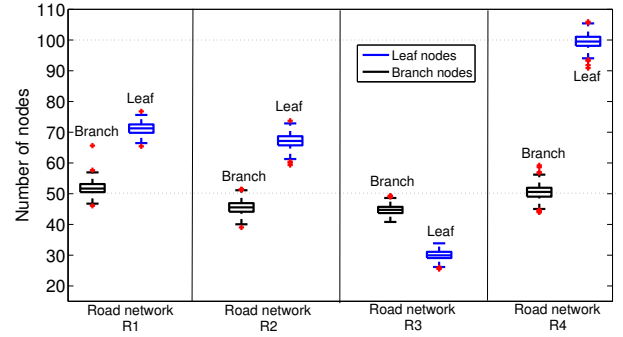 Number of nodes
110
100
90
80
70
60
50
40
30
20
Leaf nodes
Branch nodes
Branch
Leaf
Branch
Leaf
Branch
Leaf
Branch
Leaf
Road network
R1
Road network
R2
Road network
R3
Road network
R4